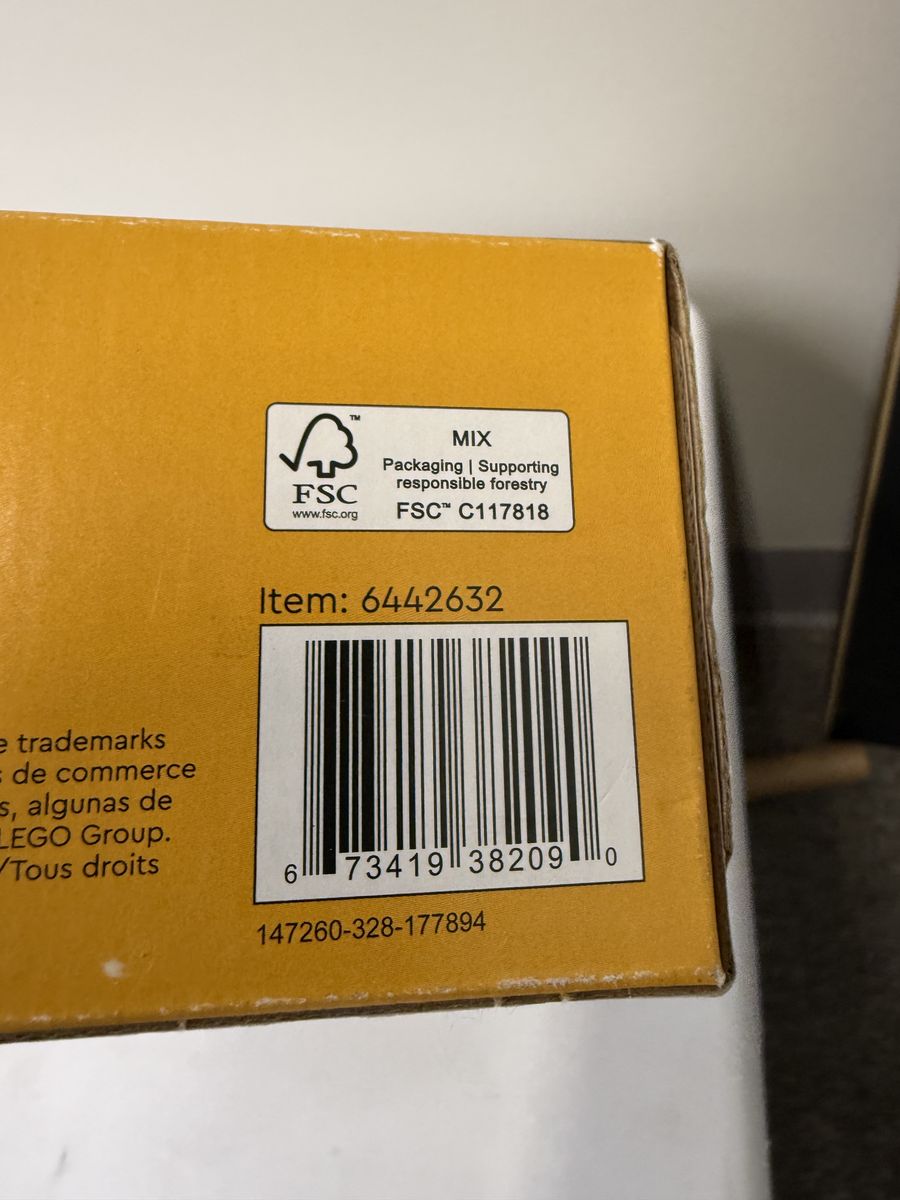 ™
MIX
Packaging | Supporting
responsible forestry
FSC
www.fsc.org
FSC™ C117818
Item: 6442632
e trademarks
s de commerce
s, algunas de
LEGO Group.
/Tous droits
6 73419 38209 0
147260-328-177894